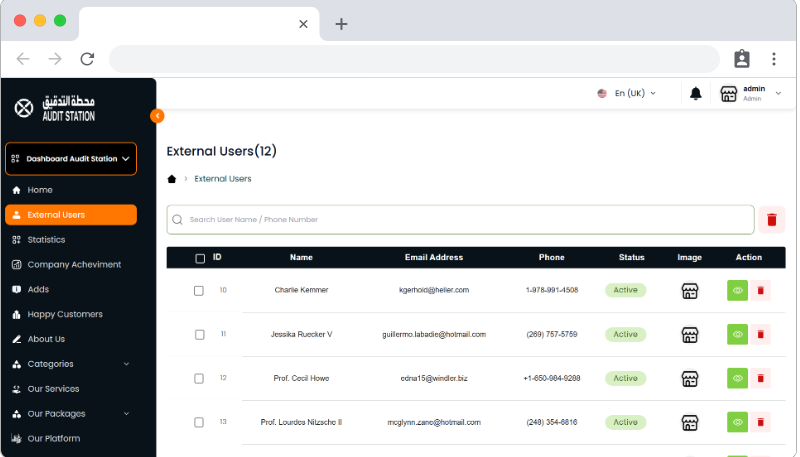 En (UK)
admin
Admin
محطة التدقيق
AUDIT STATION
Dashboard Audit Station
Home
External Users
Statistics
Company Acheviment
Adds
Happy Customers
About Us
Categories
Our Services
Our Packages
Our Platform
External Users(12)
External Users
Search User Name / Phone Number
ID Name Email Address Phone Status Image Action
10 Charlie Kemmer kgerhold@heller.com 1-978-991-4508 Active
11 Jessika Ruecker V guillermo.labadie@hotmail.com (269) 757-5759 Active
12 Prof. Cecil Howe edna15@windler.biz +1-650-984-9288 Active
13 Prof. Lourdes Nitzsche II mcglynn.zane@hotmail.com (248) 354-6816 Active